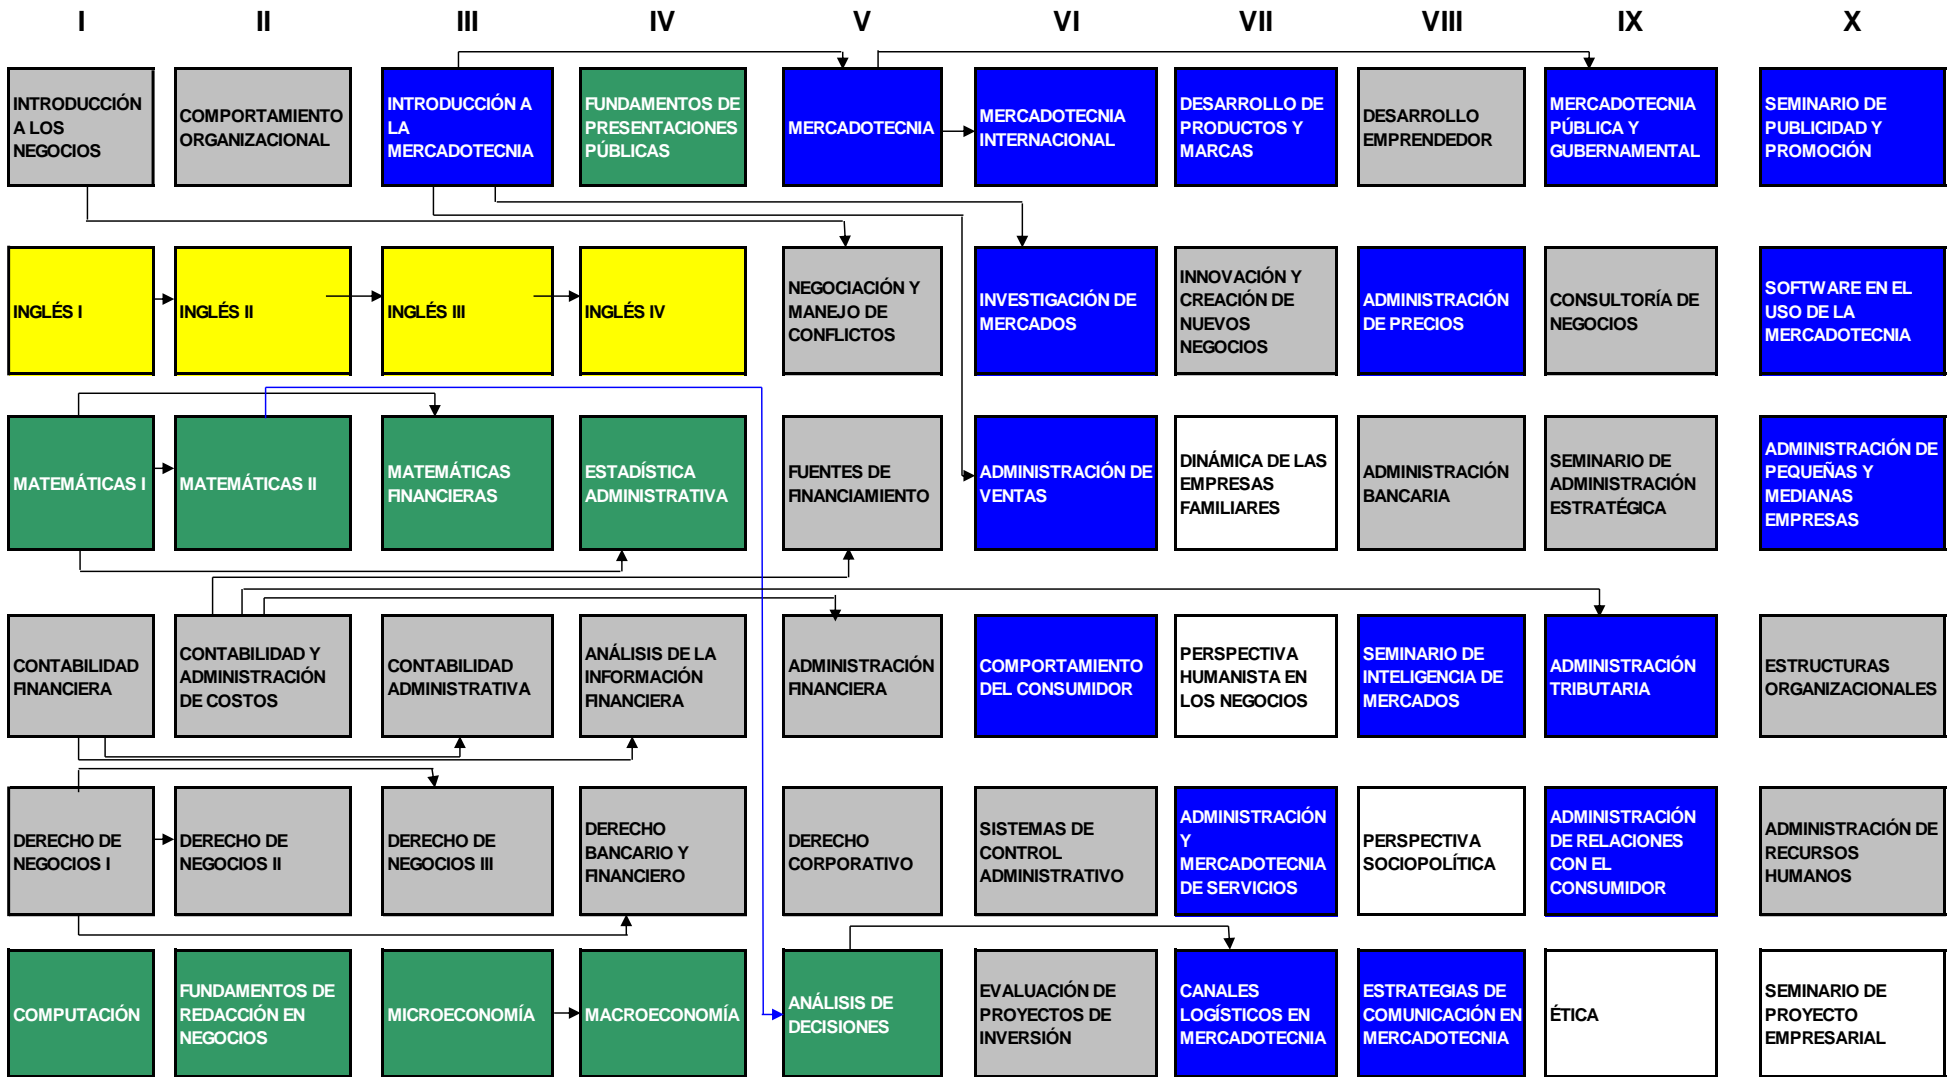 I II III IV V VI VII VIII IX X
INTRODUCCIÓN
A LOS
NEGOCIOS
COMPORTAMIENTO
ORGANIZACIONAL
INTRODUCCIÓN A
LA
MERCADOTECNIA
FUNDAMENTOS DE
PRESENTACIONES
PÚBLICAS
MERCADOTECNIA
MERCADOTECNIA
INTERNACIONAL
DESARROLLO DE
PRODUCTOS Y
MARCAS
DESARROLLO
EMPRENDEDOR
MERCADOTECNIA
PÚBLICA Y
GUBERNAMENTAL
SEMINARIO DE
PUBLICIDAD Y
PROMOCIÓN
INGLÉS I
INGLÉS II
INGLÉS III
INGLÉS IV
NEGOCIACIÓN Y
MANEJO DE
CONFLICTOS
INVESTIGACIÓN DE
MERCADOS
INNOVACIÓN Y
CREACIÓN DE
NUEVOS
NEGOCIOS
ADMINISTRACIÓN
DE PRECIOS
CONSULTORÍA DE
NEGOCIOS
SOFTWARE EN EL
USO DE LA
MERCADOTECNIA
MATEMÁTICAS I
MATEMÁTICAS II
MATEMÁTICAS
FINANCIERAS
ESTADÍSTICA
ADMINISTRATIVA
FUENTES DE
FINANCIAMIENTO
ADMINISTRACIÓN DE
VENTAS
DINÁMICA DE LAS
EMPRESAS
FAMILIARES
ADMINISTRACIÓN
BANCARIA
SEMINARIO DE
ADMINISTRACIÓN
ESTRATÉGICA
ADMINISTRACIÓN DE
PEQUEÑAS Y
MEDIANAS
EMPRESAS
CONTABILIDAD
FINANCIERA
CONTABILIDAD Y
ADMINISTRACIÓN
DE COSTOS
CONTABILIDAD
ADMINISTRATIVA
ANÁLISIS DE LA
INFORMACIÓN
FINANCIERA
ADMINISTRACIÓN
FINANCIERA
COMPORTAMIENTO
DEL CONSUMIDOR
PERSPECTIVA
HUMANISTA EN
LOS NEGOCIOS
SEMINARIO DE
INTELIGENCIA DE
MERCADOS
ADMINISTRACIÓN
TRIBUTARIA
ESTRUCTURAS
ORGANIZACIONALES
DERECHO DE
NEGOCIOS I
DERECHO DE
NEGOCIOS II
DERECHO DE
NEGOCIOS III
DERECHO
BANCARIO Y
FINANCIERO
DERECHO
CORPORATIVO
SISTEMAS DE
CONTROL
ADMINISTRATIVO
ADMINISTRACIÓN
Y
MERCADOTECNIA
DE SERVICIOS
PERSPECTIVA
SOCIOPOLÍTICA
ADMINISTRACIÓN
DE RELACIONES
CON EL
CONSUMIDOR
ADMINISTRACIÓN DE
RECURSOS
HUMANOS
COMPUTACIÓN
FUNDAMENTOS DE
REDACCIÓN EN
NEGOCIOS
MICROECONOMÍA
MACROECONOMÍA
ANÁLISIS DE
DECISIONES
EVALUACIÓN DE
PROYECTOS DE
INVERSIÓN
CANALES
LOGÍSTICOS EN
MERCADOTECNIA
ESTRATEGIAS DE
COMUNICACIÓN EN
MERCADOTECNIA
ÉTICA
SEMINARIO DE
PROYECTO
EMPRESARIAL